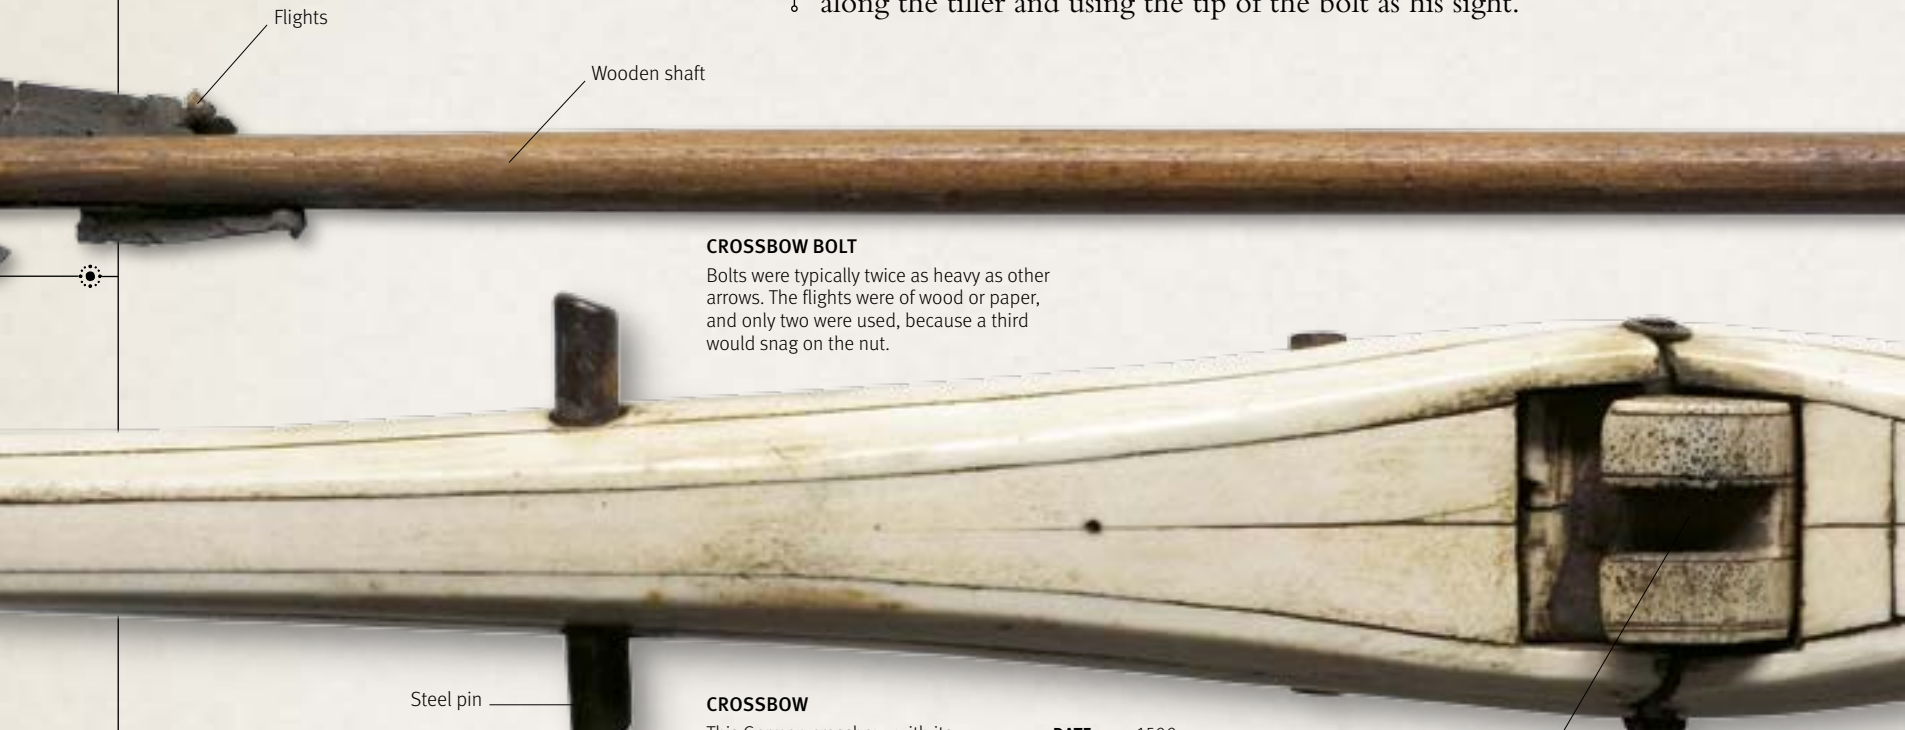 along the tiller and using the tip of the bolt as his sight.
Flights
Wooden shaft
CROSSBOW BOLT
Bolts were typically twice as heavy as other
arrows. The flights were of wood or paper,
and only two were used, because a third
would snag on the nut.
Steel pin
CROSSBOW